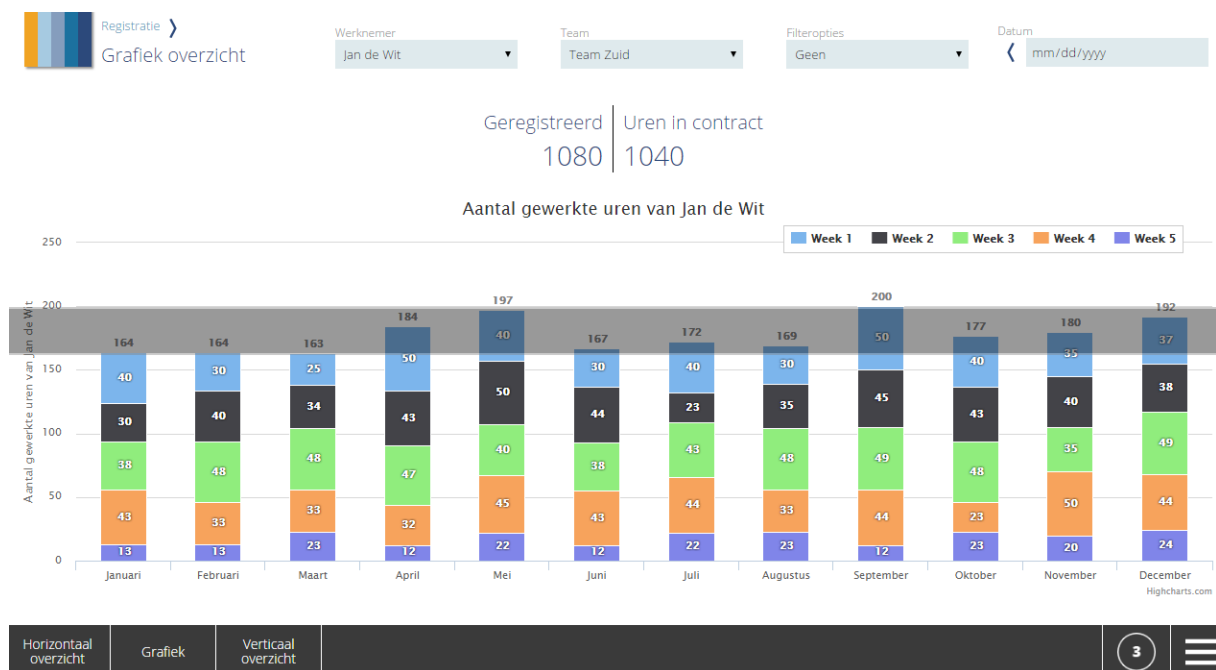 Registratie
Grafiek overzicht
Werknemer
Jan de Wit
Team
Team Zuid
Filteropties
Geen
Datum
mm/dd/yyyy
Geregistreerd Uren in contract
1080 1040
Aantal gewerkte uren van Jan de Wit
Week 1 Week 2 Week 3 Week 4 Week 5
Aantal gewerkte uren van Jan de Wit
250
200
150
100
50
0
164 164 163 184 197 167 172 169 200 177 180 192
40 30 25 50 40 30 40 30 50 40 35 37
30 40 34 43 50 44 23 35 45 43 40 38
38 48 48 47 40 38 43 48 49 48 35 49
43 33 33 32 45 43 44 33 44 23 50 44
13 13 23 12 22 12 22 23 12 23 20 24
Januari Februari Maart April Mei Juni Juli Augustus September Oktober November December
Highcharts.com
Horizontaal
overzicht
Grafiek
Verticaal
overzicht
3